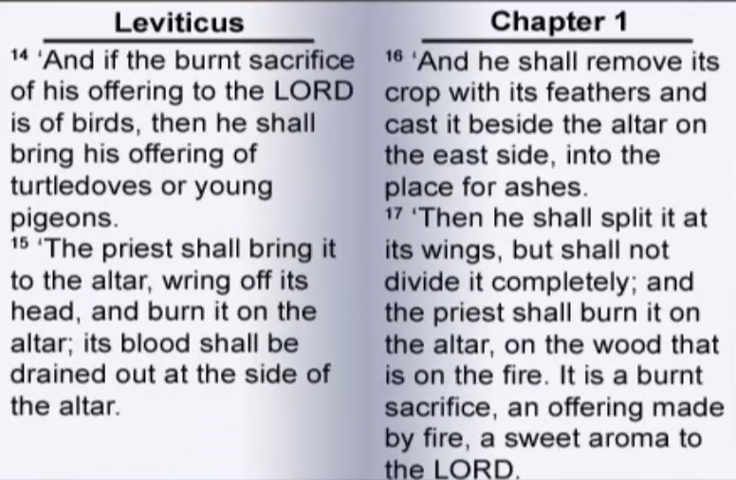 Leviticus
¹⁴ ‘And if the burnt sacrifice
of his offering to the LORD
is of birds, then he shall
bring his offering of
turtledoves or young
pigeons.
¹⁵ ‘The priest shall bring it
to the altar, wring off its
head, and burn it on the
altar; its blood shall be
drained out at the side of
the altar.
Chapter 1
¹⁶ ‘And he shall remove its
crop with its feathers and
cast it beside the altar on
the east side, into the
place for ashes.
¹⁷ ‘Then he shall split it at
its wings, but shall not
divide it completely; and
the priest shall burn it on
the altar, on the wood that
is on the fire. It is a burnt
sacrifice, an offering made
by fire, a sweet aroma to
the LORD.